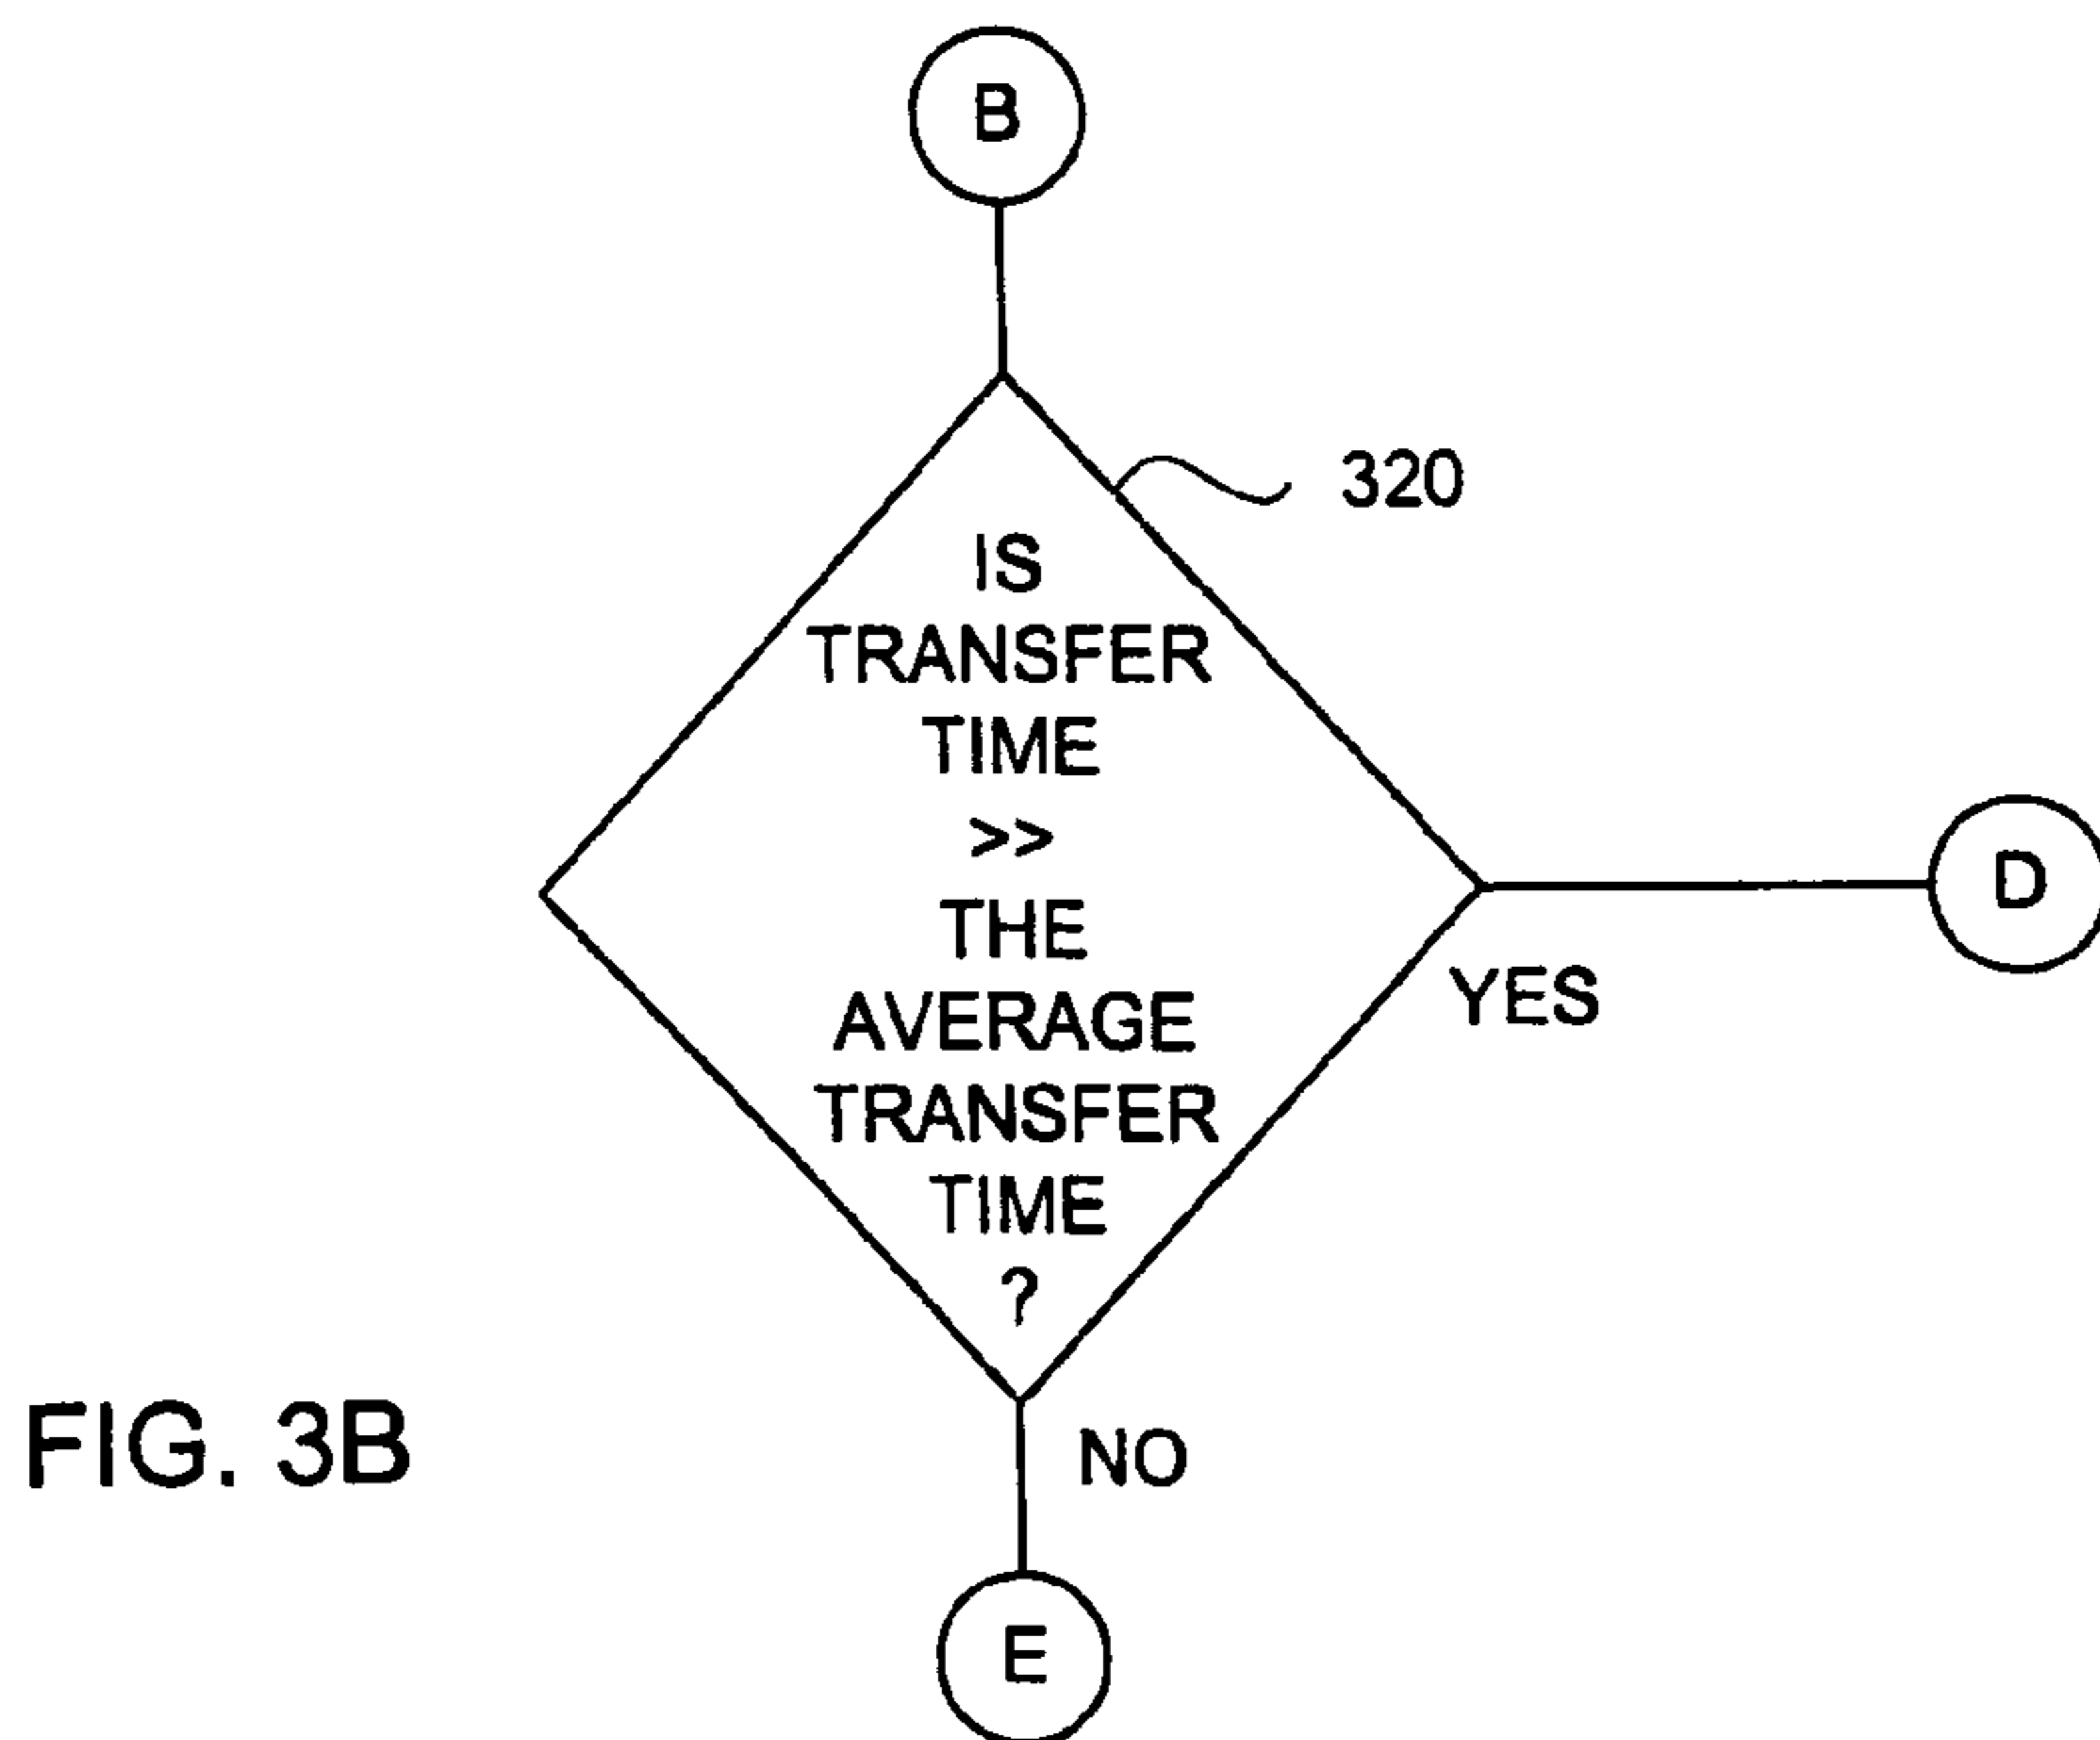 B
320
IS
TRANSFER
TIME
>>
THE
AVERAGE
TRANSFER
TIME
?
D
YES
NO
E
FIG. 3B